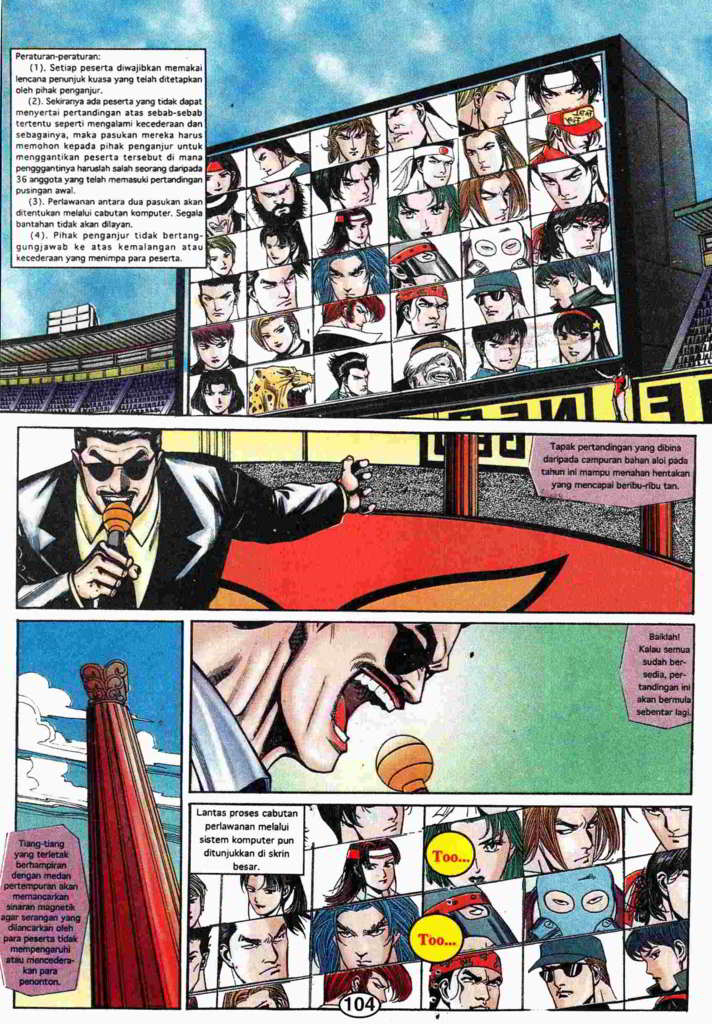 Peraturan-peraturan:
(1). Setiap peserta diwajibkan memakai
lencana penunjuk kuasa yang telah ditetapkan
oleh pihak penganjur.
(2). Sekiranya ada peserta yang tidak dapat
menyertai pertandingan atas sebab-sebab
tertentu seperti mengalami kecederaan dan
sebagainya, maka pasukan mereka harus
memohon kepada pihak penganjur untuk
menggantikan peserta tersebut di mana
pengggantinya haruslah salah seorang daripada
36 anggota yang telah memasuki pertandingan
pusingan awal.
(3). Perlawanan antara dua pasukan akan
ditentukan melalui cabutan komputer. Segala
bantahan tidak akan dilayan.
(4). Pihak penganjur tidak bertang-
gungjawab ke atas kemalangan atau
kecederaan yang menimpa para peserta.
Tapak pertandingan yang dibina
daripada campuran bahan aloi pada
tahun ini mampu menahan hentakan
yang mencapai beribu-ribu tan.
Baiklah!
Kalau semua
sudah ber-
sedia, per-
tandingan ini
akan bermula
sebentar lagi.
Tiang-tiang
yang terletak
berhampiran
dengan medan
pertempuran akan
memancarkan
sinaran magnetik
agar serangan yang
dilancarkan oleh
para peserta tidak
mempengaruhi
atau mencedera-
kan para
penonton.
Lantas proses cabutan
perlawanan melalui
sistem komputer pun
ditunjukkan di skrin
besar.
Too...
Too...
104